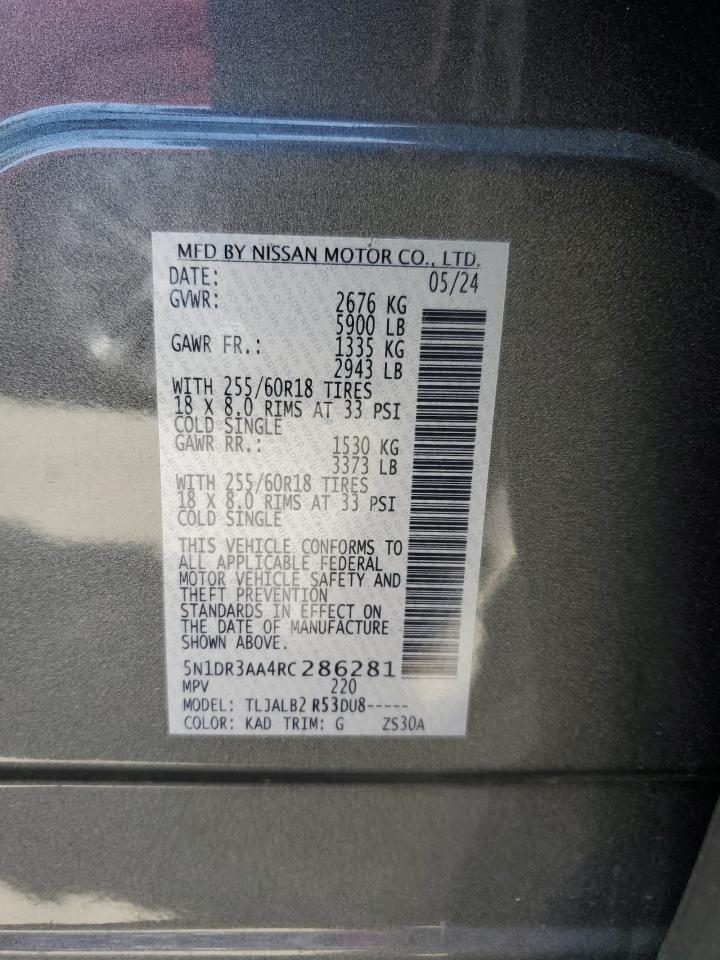 MFD BY NISSAN MOTOR CO., LTD.
DATE: 05/24
GVWR: 2676 KG
5900 LB
GAWR FR.: 1335 KG
2943 LB
WITH 255/60R18 TIRES
18 X 8.0 RIMS AT 33 PSI
COLD SINGLE
GAWR RR.: 1530 KG
3373 LB
WITH 255/60R18 TIRES
18 X 8.0 RIMS AT 33 PSI
COLD SINGLE
THIS VEHICLE CONFORMS TO
ALL APPLICABLE FEDERAL
MOTOR VEHICLE SAFETY AND
THEFT PREVENTION
STANDARDS IN EFFECT ON
THE DATE OF MANUFACTURE
SHOWN ABOVE.
5N1DR3AA4RC286281
MPV 220
MODEL: TLJALB2 R53DU8-----
COLOR: KAD TRIM: G ZS30A